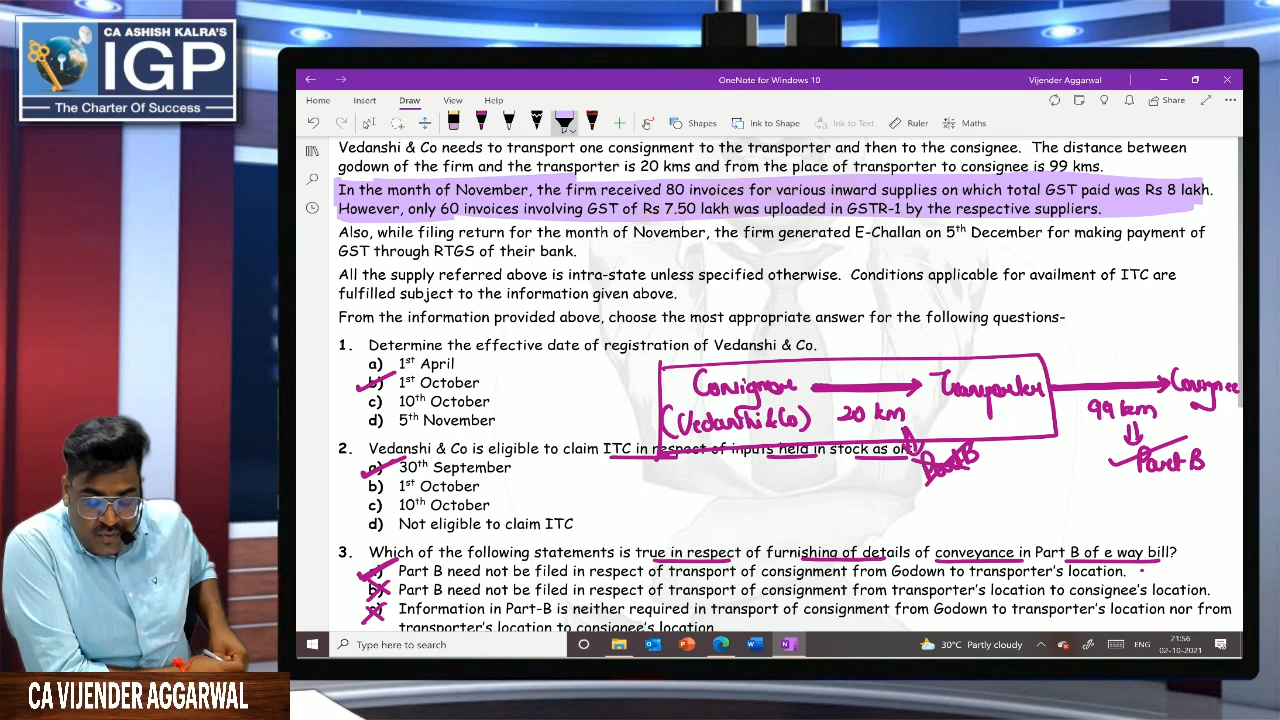 CA ASHISH KALRA'S
IGP
The Charter Of Success
OneNote for Windows 10
Vijender Aggarwal
Home Insert Draw View Help
Share
Shapes
Ink to Shape
Ink to Text
Ruler
Maths
Vedanshi & Co needs to transport one consignment to the transporter and then to the consignee. The distance between
godown of the firm and the transporter is 20 kms and from the place of transporter to consignee is 99 kms.
In the month of November, the firm received 80 invoices for various inward supplies on which total GST paid was Rs 8 lakh.
However, only 60 invoices involving GST of Rs 7.50 lakh was uploaded in GSTR-1 by the respective suppliers.
Also, while filing return for the month of November, the firm generated E-Challan on 5th December for making payment of
GST through RTGS of their bank.
All the supply referred above is intra-state unless specified otherwise. Conditions applicable for availment of ITC are
fulfilled subject to the information given above.
From the information provided above, choose the most appropriate answer for the following questions-
1. Determine the effective date of registration of Vedanshi & Co.
a) 1st April
b) 1st October
c) 10th October
d) 5th November
Consignor
(Vedanshi & Co)
20 km
Transporter
99 km
Consignee
Part B
Part B
2. Vedanshi & Co is eligible to claim ITC in respect of inputs held in stock as on
a) 30th September
b) 1st October
c) 10th October
d) Not eligible to claim ITC
3. Which of the following statements is true in respect of furnishing of details of conveyance in Part B of e way bill?
a) Part B need not be filed in respect of transport of consignment from Godown to transporter's location.
b) Part B need not be filed in respect of transport of consignment from transporter's location to consignee's location.
c) Information in Part-B is neither required in transport of consignment from Godown to transporter's location nor from
transporter's location to consignee's location
Type here to search
30°C Partly cloudy
ENG
21:56
02-10-2021
CA VIJENDER AGGARWAL